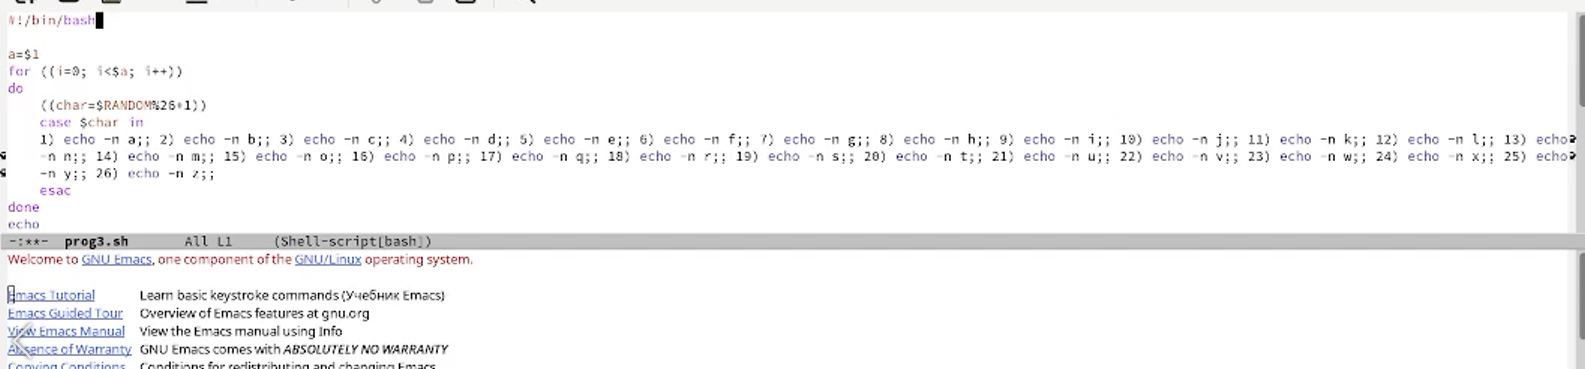 #!/bin/bash
a=$1
for ((i=0; i<$a; i++))
do
    ((char=$RANDOM%26+1))
    case $char in
    1) echo -n a;; 2) echo -n b;; 3) echo -n c;; 4) echo -n d;; 5) echo -n e;; 6) echo -n f;; 7) echo -n g;; 8) echo -n h;; 9) echo -n i;; 10) echo -n j;; 11) echo -n k;; 12) echo -n l;; 13) echo
    -n n;; 14) echo -n m;; 15) echo -n o;; 16) echo -n p;; 17) echo -n q;; 18) echo -n r;; 19) echo -n s;; 20) echo -n t;; 21) echo -n u;; 22) echo -n v;; 23) echo -n w;; 24) echo -n x;; 25) echo
    -n y;; 26) echo -n z;;
    esac
done
echo
-:**-  prog3.sh      All L1     (Shell-script[bash])
Welcome to GNU Emacs, one component of the GNU/Linux operating system.
Emacs Tutorial Learn basic keystroke commands (Учебник Emacs)
Emacs Guided Tour Overview of Emacs features at gnu.org
View Emacs Manual View the Emacs manual using Info
Absence of Warranty GNU Emacs comes with ABSOLUTELY NO WARRANTY
Copying Conditions Conditions for redistributing and changing Emacs